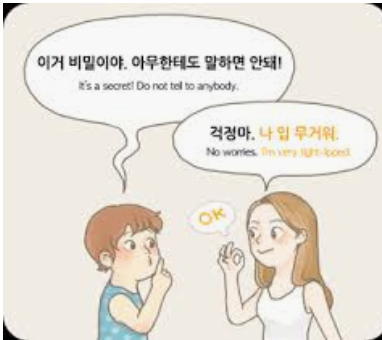 이거 비밀이야. 아무한테도 말하면 안돼!
It's a secret! Do not tell to anybody.
걱정마, 나 입 무거워.
No worries. I'm very tight-lipped.
OK